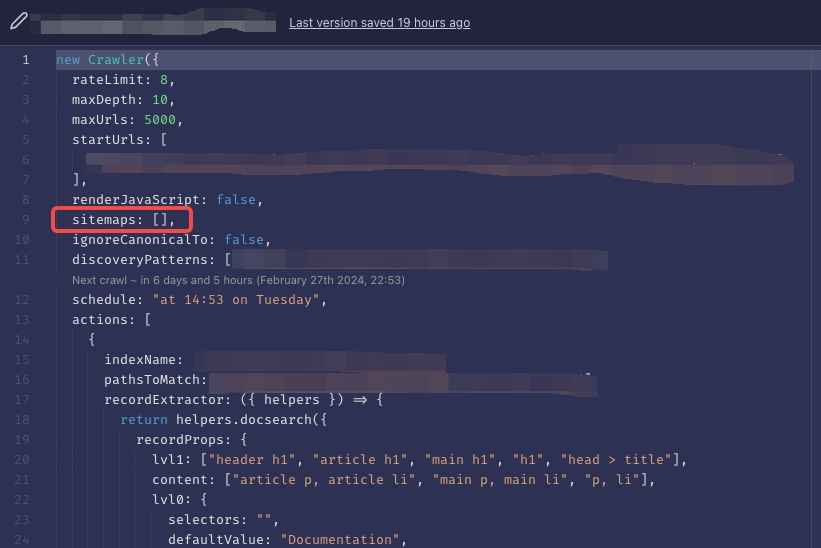 Last version saved 19 hours ago
1 new Crawler({
2 rateLimit: 8,
3 maxDepth: 10,
4 maxUrls: 5000,
5 startUrls: [
6
7 ],
8 renderJavaScript: false,
9 sitemaps: [],
10 ignoreCanonicalTo: false,
11 discoveryPatterns: [
Next crawl ~ in 6 days and 5 hours (February 27th 2024, 22:53)
12 schedule: "at 14:53 on Tuesday",
13 actions: [
14 {
15 indexName:
16 pathsToMatch:
17 recordExtractor: ({ helpers }) => {
18 return helpers.docsearch({
19 recordProps: {
20 lvl1: ["header h1", "article h1", "main h1", "h1", "head > title"],
21 content: ["article p, article li", "main p, main li", "p, li"],
22 lvl0: {
23 selectors: "",
24 defaultValue: "Documentation",